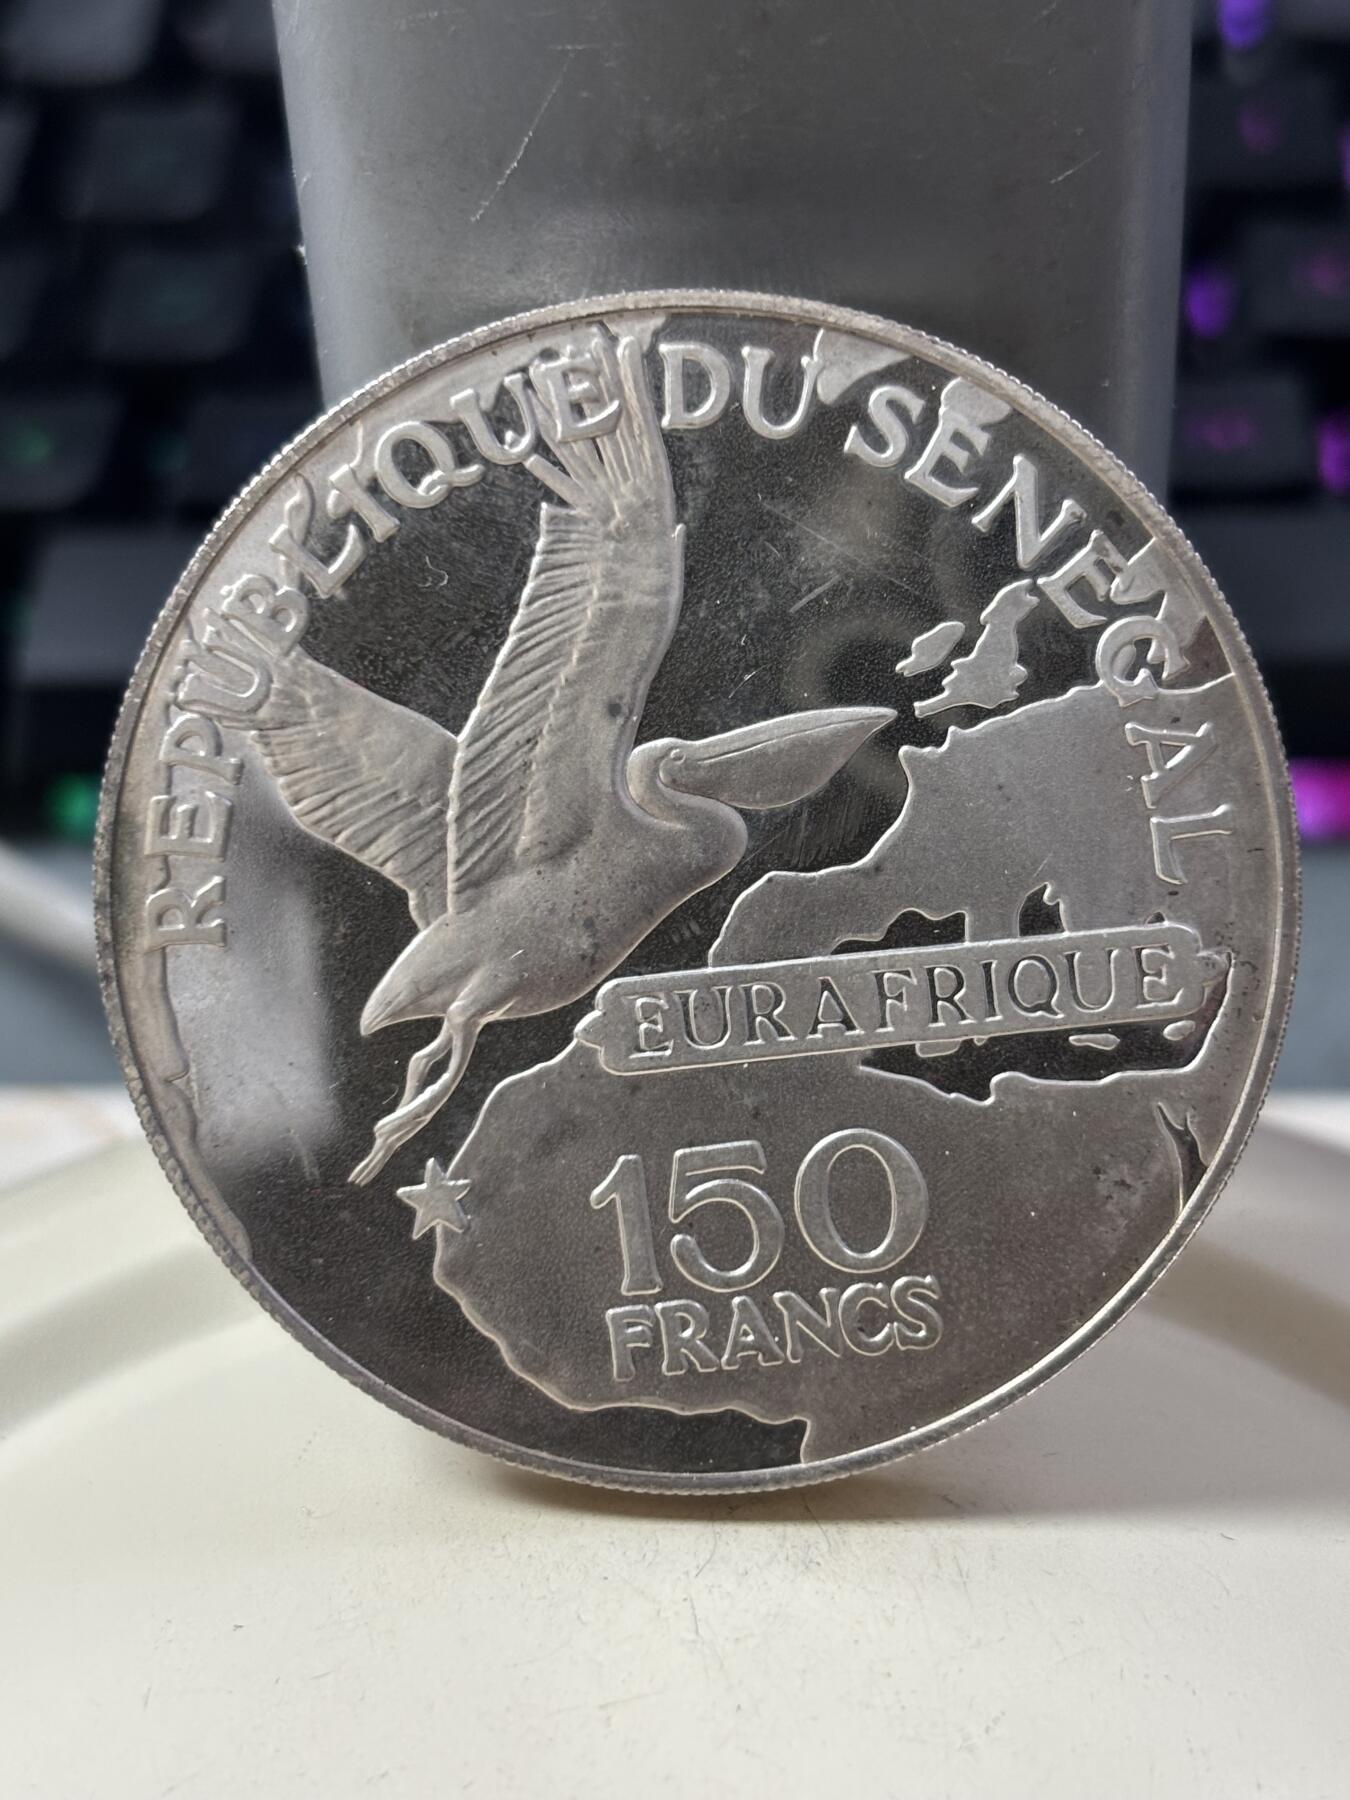 REPUBLIQUE DU SENEGAL
EURAFRIQUE
150
FRANCS